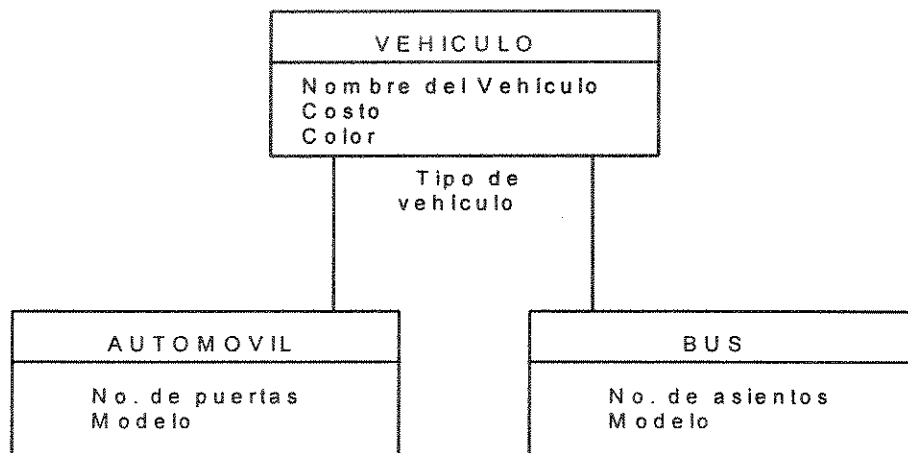 VEHICULO
Nombre del Vehículo
Costo
Color
Tipo de
vehículo
AUTOMOVIL
No. de puertas
Modelo
BUS
No. de asientos
Modelo